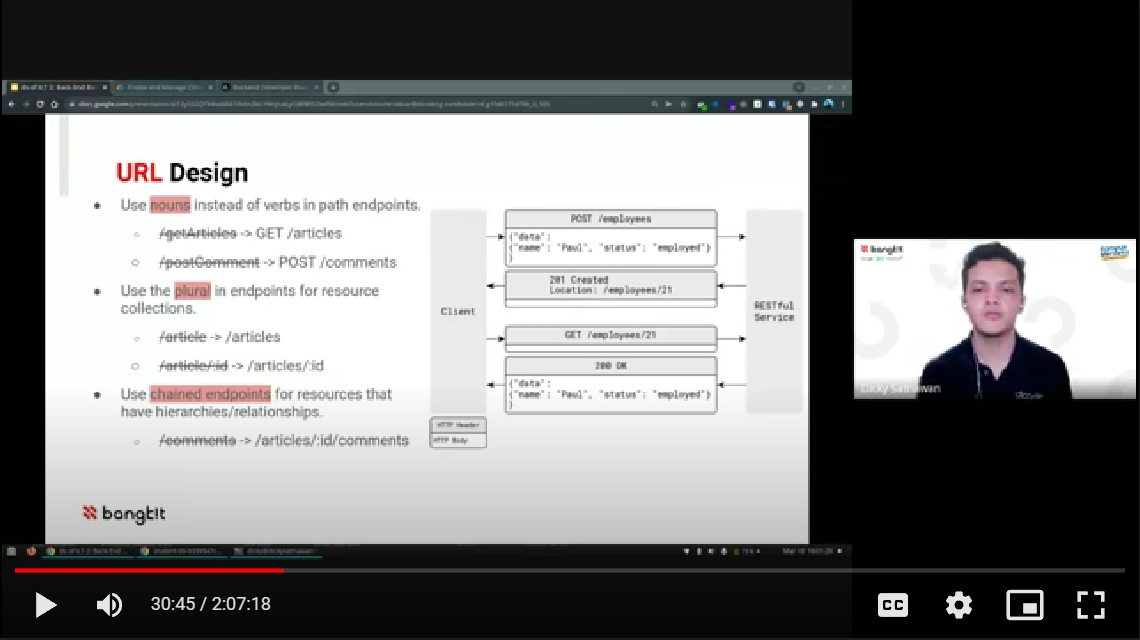 URL Design
Use nouns instead of verbs in path endpoints.
/getArticles -> GET /articles
/postComment -> POST /comments
Use the plural in endpoints for resource
collections.
/article -> /articles
/article/:id -> /articles/:id
Use chained endpoints for resources that
have hierarchies/relationships.
/comments -> /articles/:id/comments
bangk!t
Client
POST /employees
{"data":
{"name": "Paul", "status": "employed"}
}
201 Created
Location: /employees/21
GET /employees/21
200 OK
{"data":
{"name": "Paul", "status": "employed"}
}
RESTful
Service
HTTP Header
HTTP Body
bangk!t
Dicky Satriawan
30:45 / 2:07:18
CC